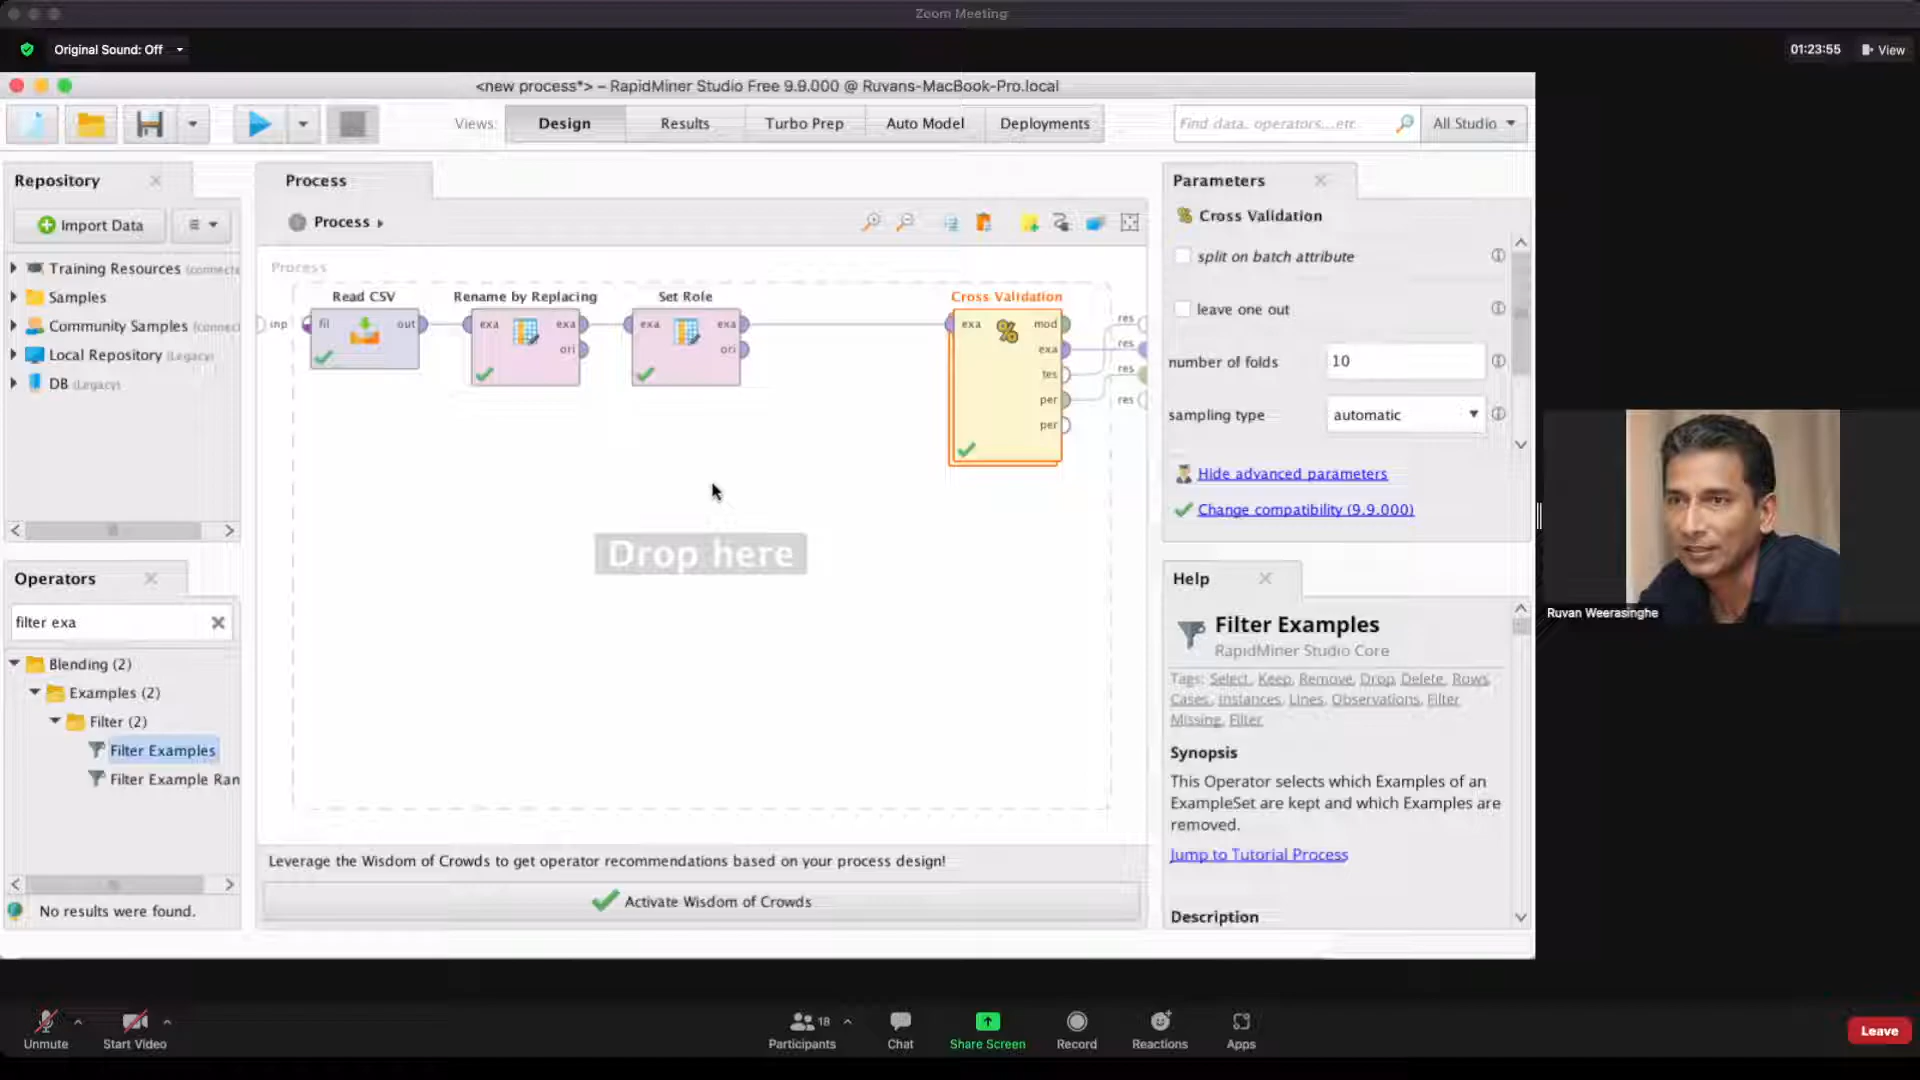 Zoom Meeting
Original Sound: Off
01:23:55
View
<new process*> – RapidMiner Studio Free 9.9.000 @ Ruvans-MacBook-Pro.local
Views:
Design
Results
Turbo Prep
Auto Model
Deployments
Find data, operators...etc
All Studio
Repository
Import Data
Training Resources (connecte
Samples
Community Samples (connec
Local Repository (Legacy)
DB (Legacy)
Process
Process
Process
Read CSV
Rename by Replacing
Set Role
Cross Validation
inp
fil
out
exa
exa
ori
exa
exa
ori
exa
mod
exa
tes
per
per
res
res
res
res
Drop here
Leverage the Wisdom of Crowds to get operator recommendations based on your process design!
Activate Wisdom of Crowds
Operators
filter exa
Blending (2)
Examples (2)
Filter (2)
Filter Examples
Filter Example Ran
No results were found.
Parameters
Cross Validation
split on batch attribute
leave one out
number of folds
10
sampling type
automatic
Hide advanced parameters
Change compatibility (9.9.000)
Help
Filter Examples
RapidMiner Studio Core
Tags: Select, Keep, Remove, Drop, Delete, Rows,
Cases, Instances, Lines, Observations, Filter
Missing, Filter
Synopsis
This Operator selects which Examples of an
ExampleSet are kept and which Examples are
removed.
Jump to Tutorial Process
Description
Ruvan Weerasinghe
Unmute
Start Video
18
Participants
Chat
Share Screen
Record
Reactions
Apps
Leave